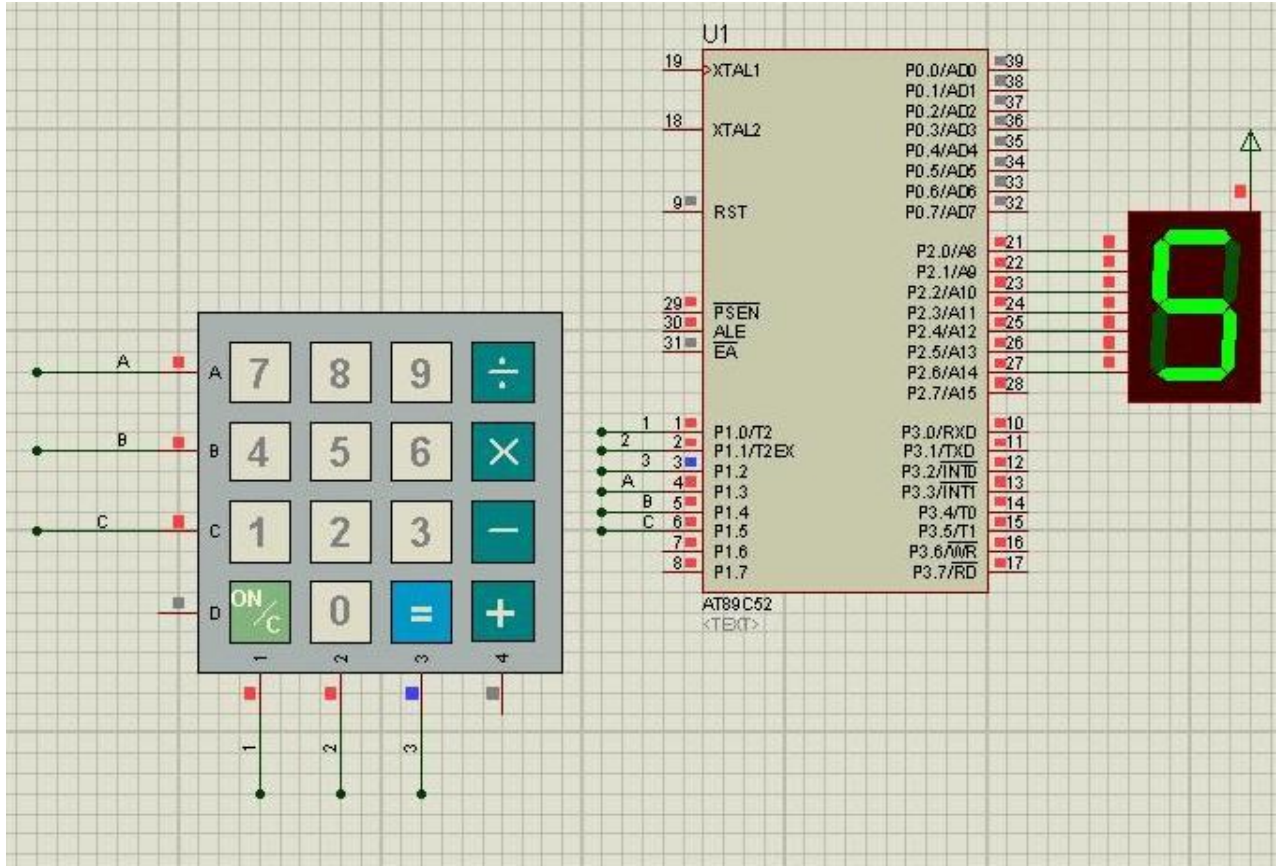 U1
19 XTAL1 P0.0/AD0 39
P0.1/AD1 38
P0.2/AD2 37
18 XTAL2 P0.3/AD3 36
P0.4/AD4 35
P0.5/AD5 34
P0.6/AD6 33
9 RST P0.7/AD7 32
P2.0/A8 21
P2.1/A9 22
P2.2/A10 23
29 PSEN P2.3/A11 24
30 ALE P2.4/A12 25
31 EA P2.5/A13 26
P2.6/A14 27
P2.7/A15 28
1 1 P1.0/T2 P3.0/RXD 10
2 2 P1.1/T2EX P3.1/TXD 11
3 3 P1.2 P3.2/INT0 12
A 4 P1.3 P3.3/INT1 13
B 5 P1.4 P3.4/T0 14
C 6 P1.5 P3.5/T1 15
7 P1.6 P3.6/WR 16
8 P1.7 P3.7/RD 17
AT89C52
<TEXT>
5
A A 7 8 9 ÷
B B 4 5 6 ×
C C 1 2 3 −
D ON/C 0 = +
1 2 3 4
1 2 3